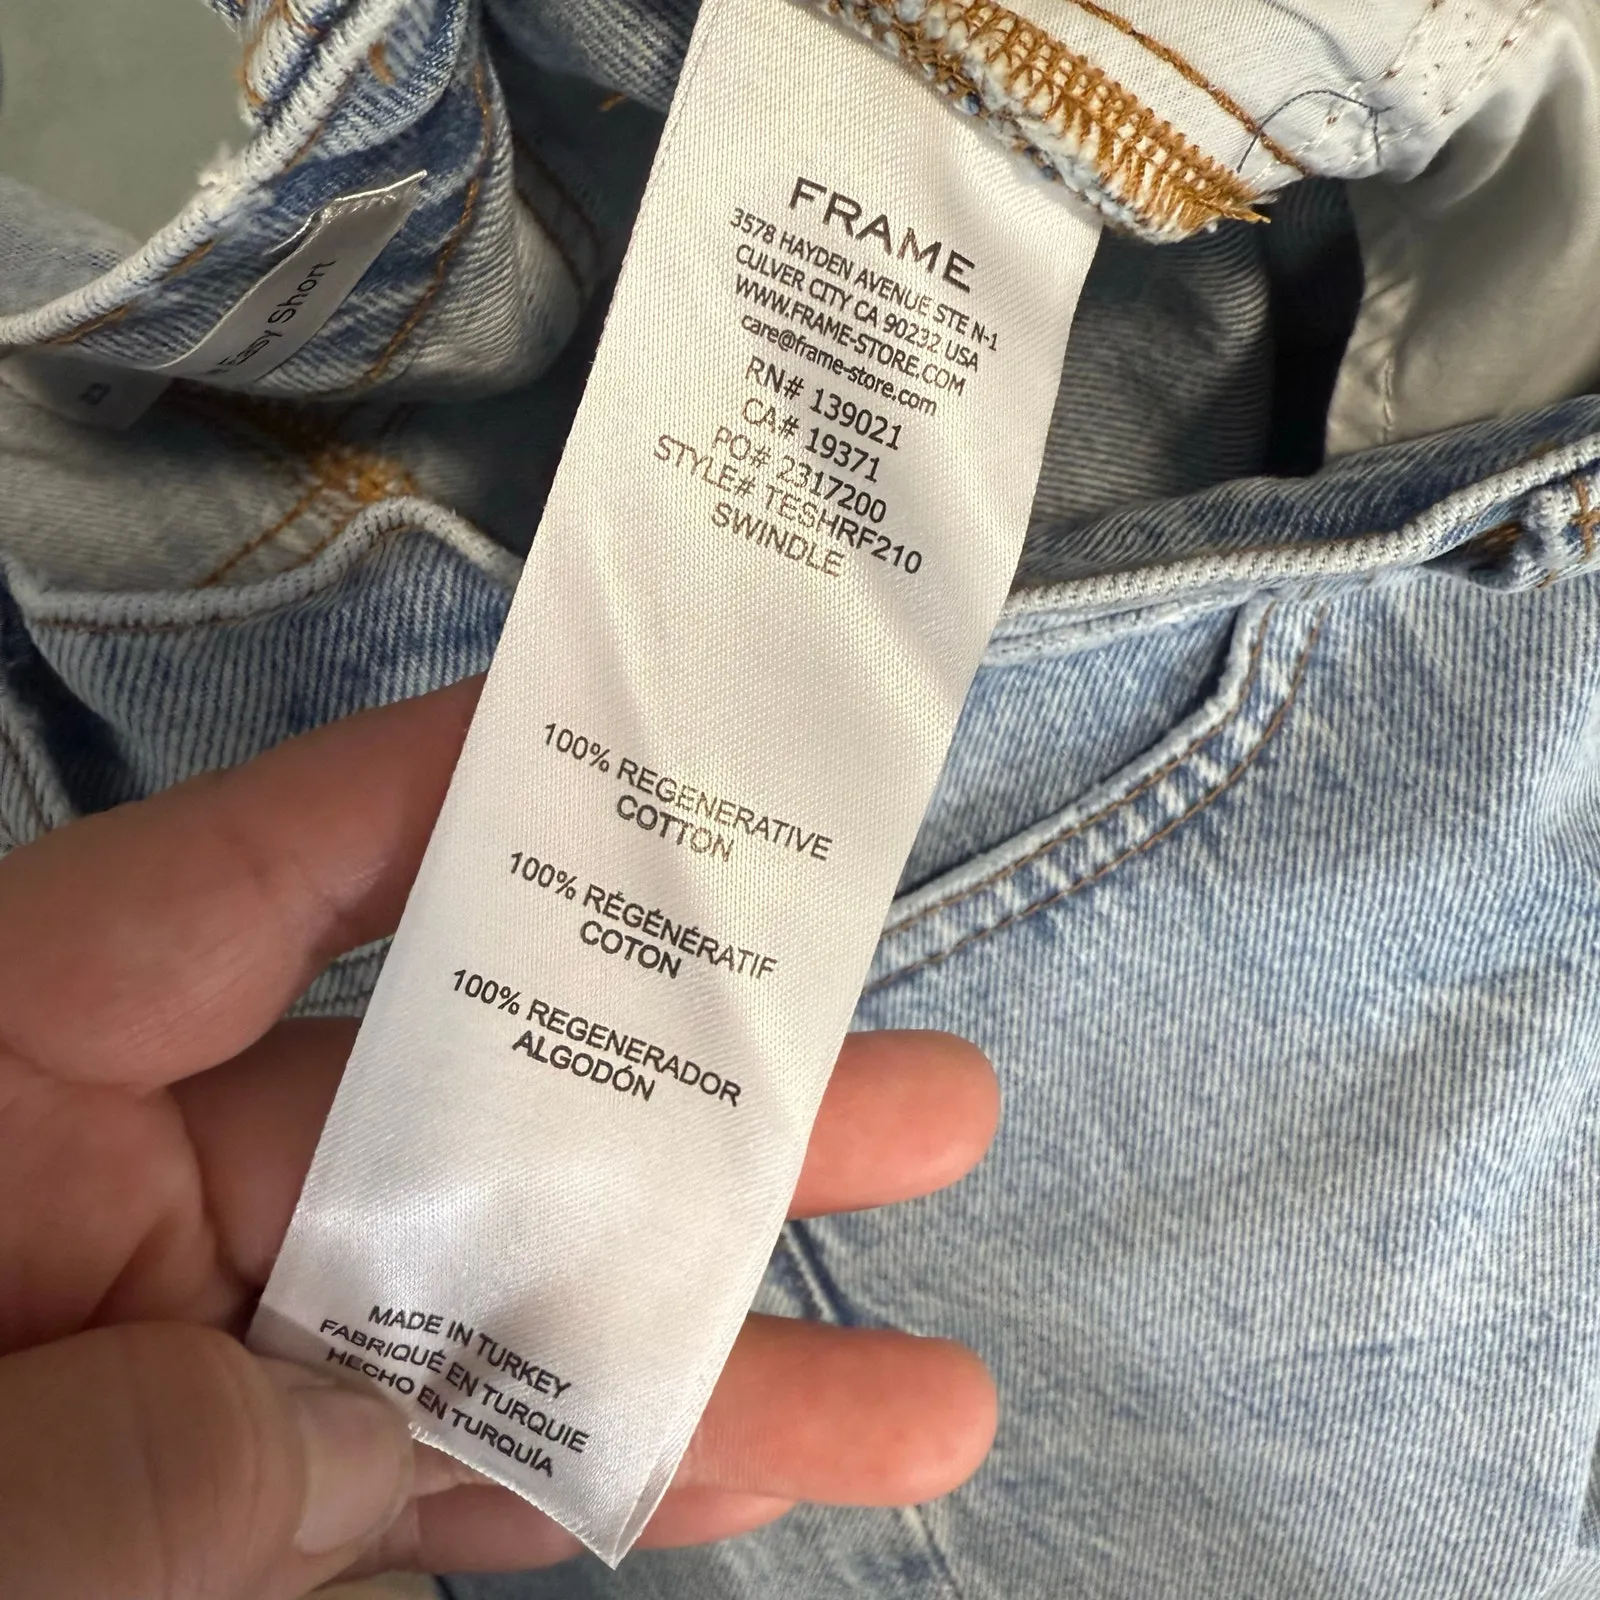 FRAME
3578 HAYDEN AVENUE STE N-1
CULVER CITY CA 90232 USA
WWW.FRAME-STORE.COM
care@frame-store.com
RN# 139021
CA# 19371
PO# 2317200
STYLE# TESHRF210
SWINDLE
100% REGENERATIVE
COTTON
100% RÉGÉNÉRATIF
COTON
100% REGENERADOR
ALGODÓN
MADE IN TURKEY
FABRIQUÉ EN TURQUIE
HECHO EN TURQUÍA
Easy Short